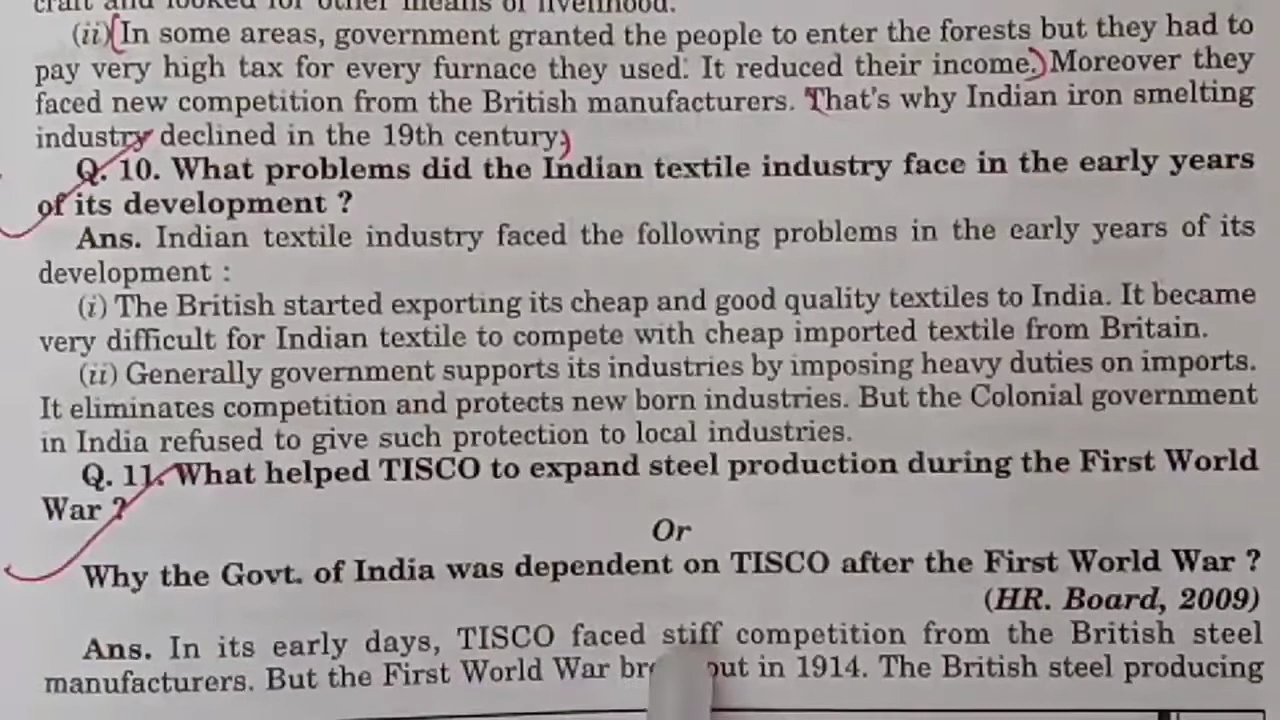 craft and looked for other means of livelihood.
(ii) In some areas, government granted the people to enter the forests but they had to
pay very high tax for every furnace they used. It reduced their income. Moreover they
faced new competition from the British manufacturers. That's why Indian iron smelting
industry declined in the 19th century.
Q. 10. What problems did the Indian textile industry face in the early years
of its development ?
Ans. Indian textile industry faced the following problems in the early years of its
development :
(i) The British started exporting its cheap and good quality textiles to India. It became
very difficult for Indian textile to compete with cheap imported textile from Britain.
(ii) Generally government supports its industries by imposing heavy duties on imports.
It eliminates competition and protects new born industries. But the Colonial government
in India refused to give such protection to local industries.
Q. 11. What helped TISCO to expand steel production during the First World
War ?
Or
Why the Govt. of India was dependent on TISCO after the First World War ?
(HR. Board, 2009)
Ans. In its early days, TISCO faced stiff competition from the British steel
manufacturers. But the First World War out in 1914. The British steel producing